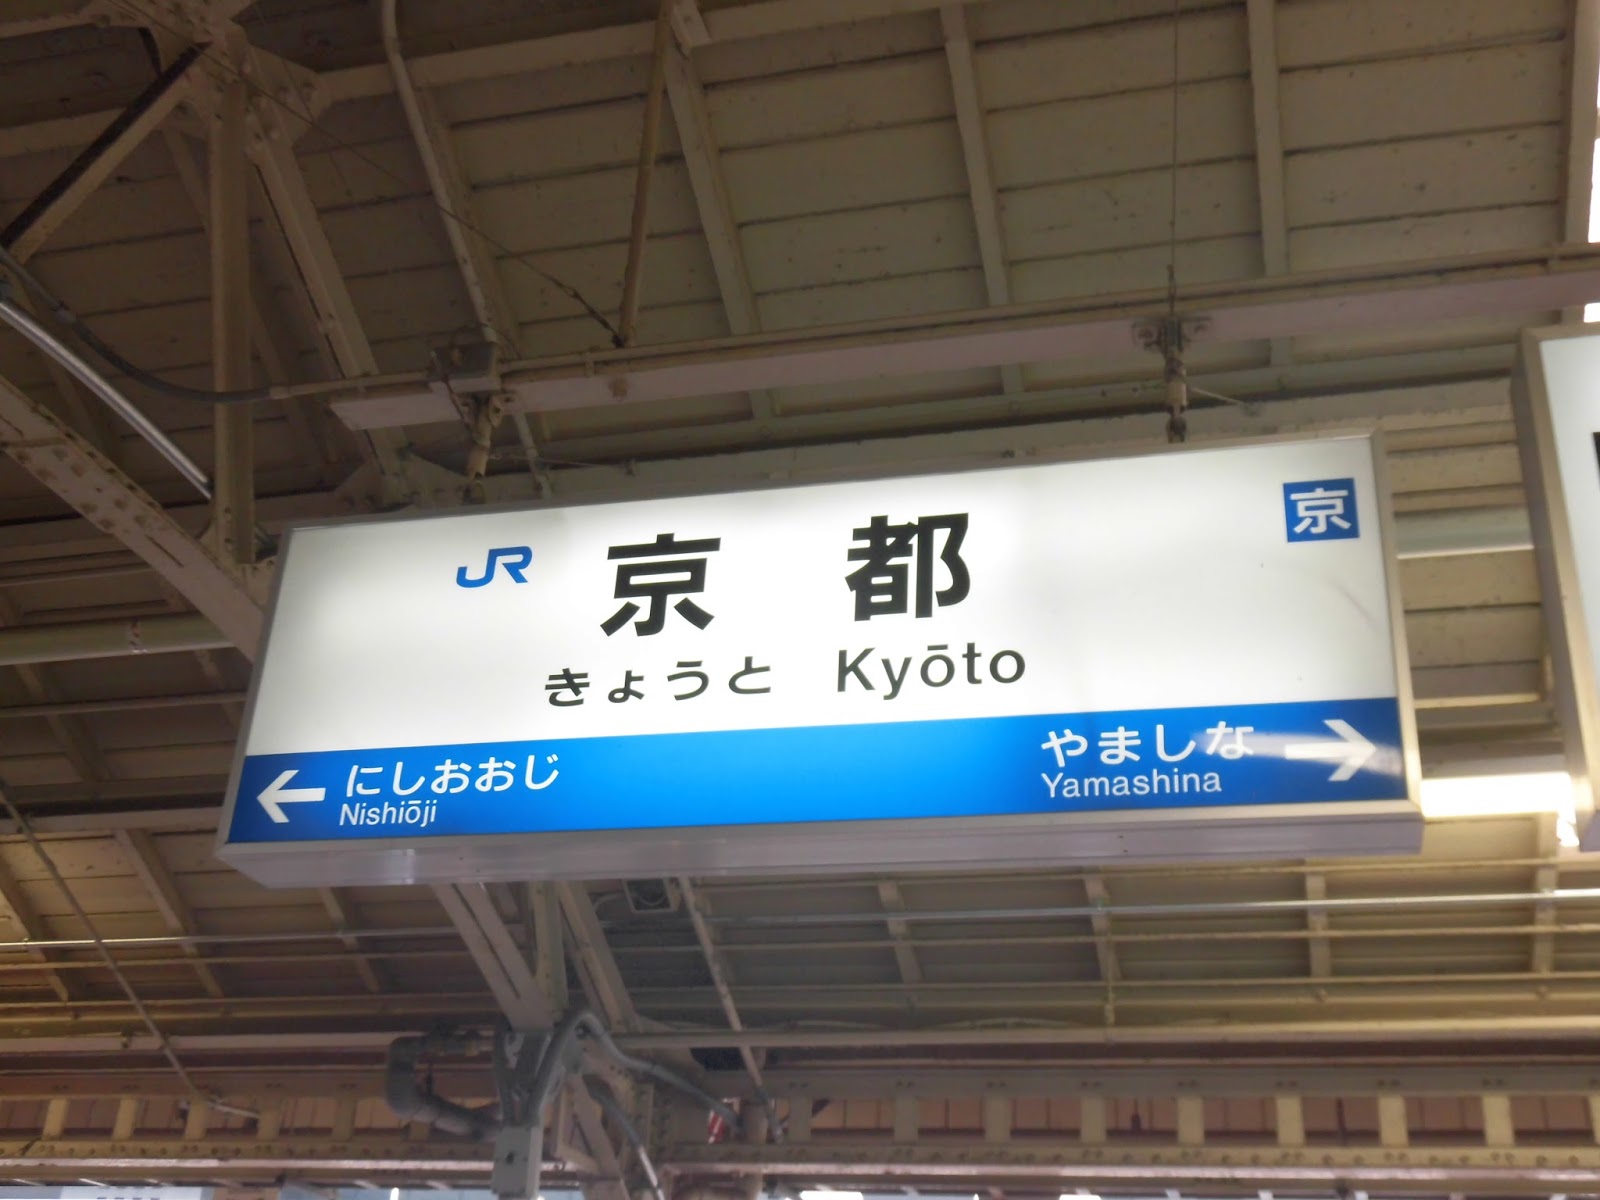 JR 京都 京
きょうと Kyōto
← にしおおじ
Nishiōji
やましな →
Yamashina